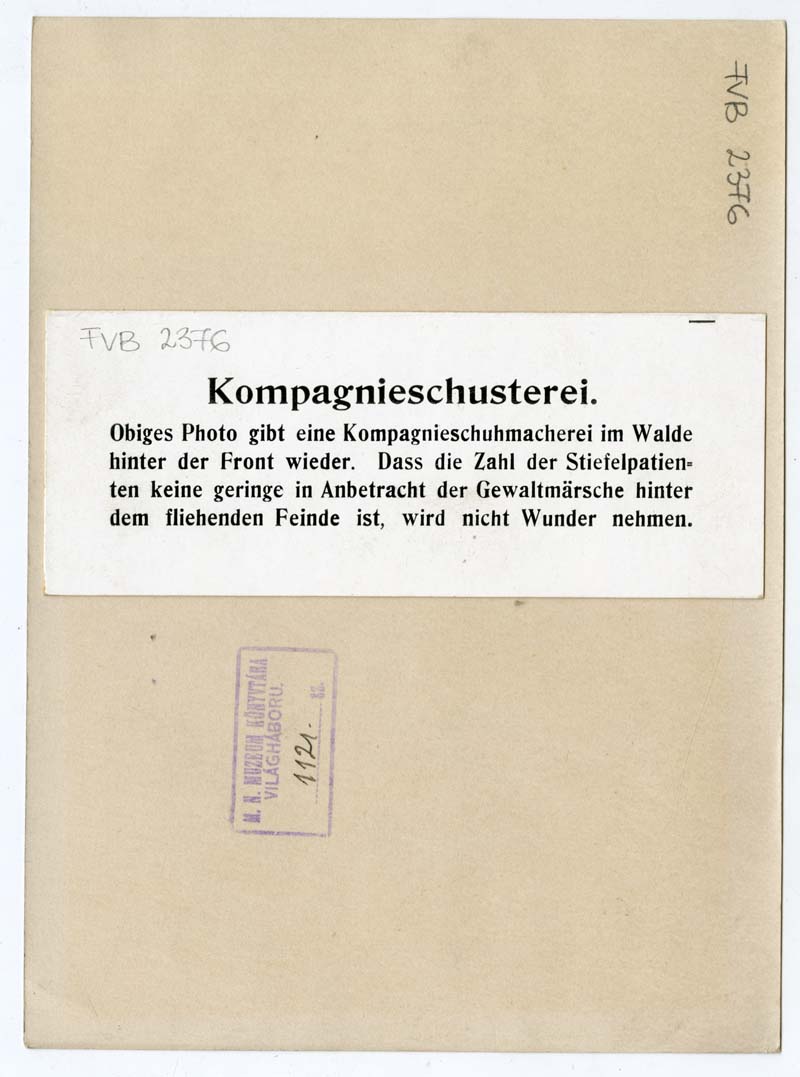 FVB 2376
FVB 2376
Kompagnieschusterei.
Obiges Photo gibt eine Kompagnieschuhmacherei im Walde
hinter der Front wieder. Dass die Zahl der Stiefelpatien-
ten keine geringe in Anbetracht der Gewaltmärsche hinter
dem fliehenden Feinde ist, wird nicht Wunder nehmen.
M. N. MUZEUM KÖNYVTÁRA
VILÁGHÁBORU.
1121. sz.